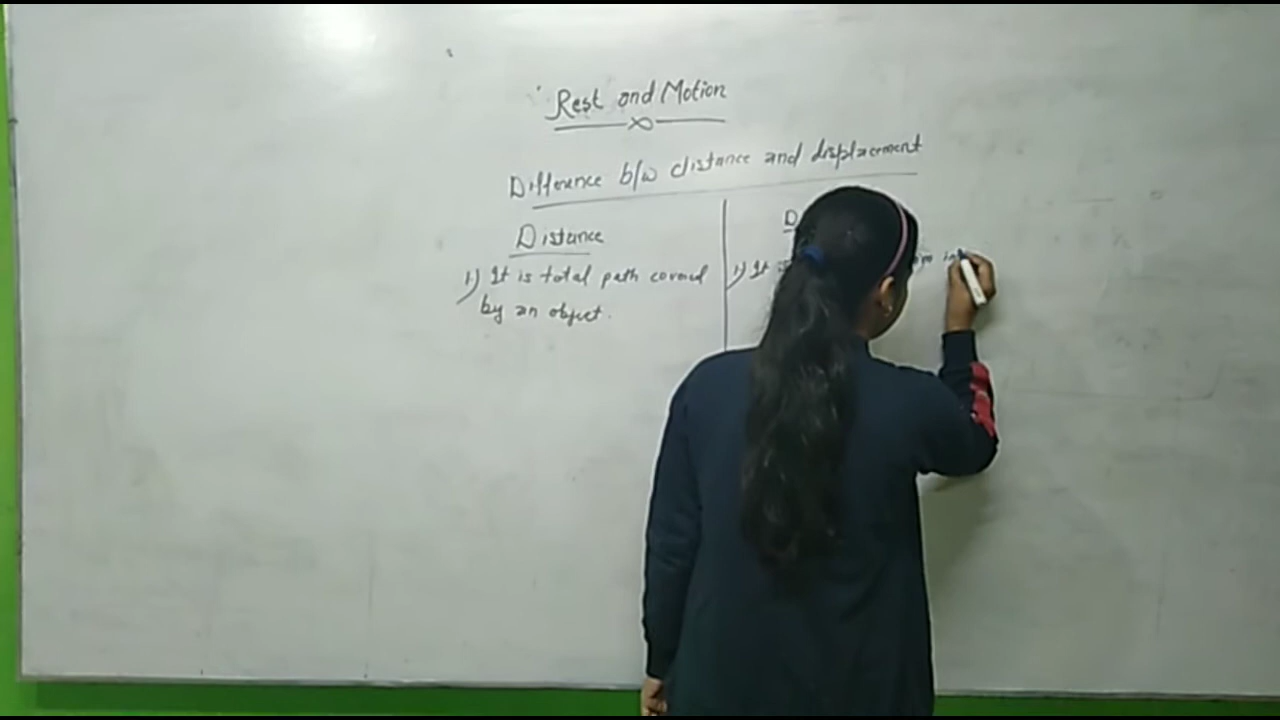 Rest and Motion
Difference b/w distance and displacement
Distance
1.) It is total path covered
by an object.
D
1.) It